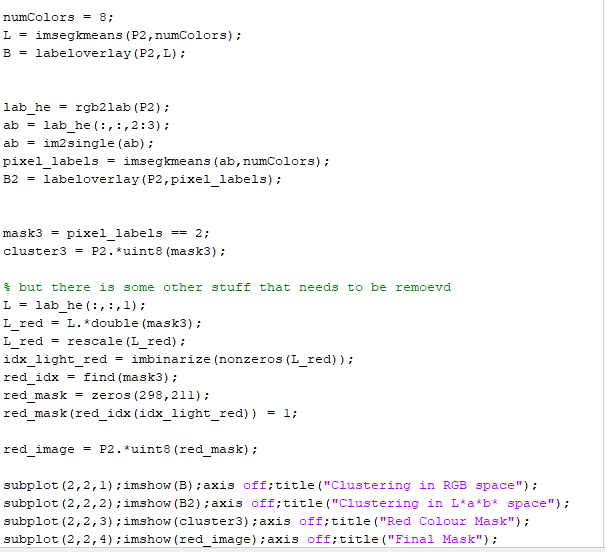 numColors = 8;
L = imsegkmeans(P2,numColors);
B = labeloverlay(P2,L);
lab_he = rgb2lab(P2);
ab = lab_he(:,:,2:3);
ab = im2single(ab);
pixel_labels = imsegkmeans(ab,numColors);
B2 = labeloverlay(P2,pixel_labels);
mask3 = pixel_labels == 2;
cluster3 = P2.*uint8(mask3);
% but there is some other stuff that needs to be remoevd
L = lab_he(:,:,1);
L_red = L.*double(mask3);
L_red = rescale(L_red);
idx_light_red = imbinarize(nonzeros(L_red));
red_idx = find(mask3);
red_mask = zeros(298,211);
red_mask(red_idx(idx_light_red)) = 1;
red_image = P2.*uint8(red_mask);
subplot(2,2,1);imshow(B);axis off;title("Clustering in RGB space");
subplot(2,2,2);imshow(B2);axis off;title("Clustering in L*a*b* space");
subplot(2,2,3);imshow(cluster3);axis off;title("Red Colour Mask");
subplot(2,2,4);imshow(red_image);axis off;title("Final Mask");